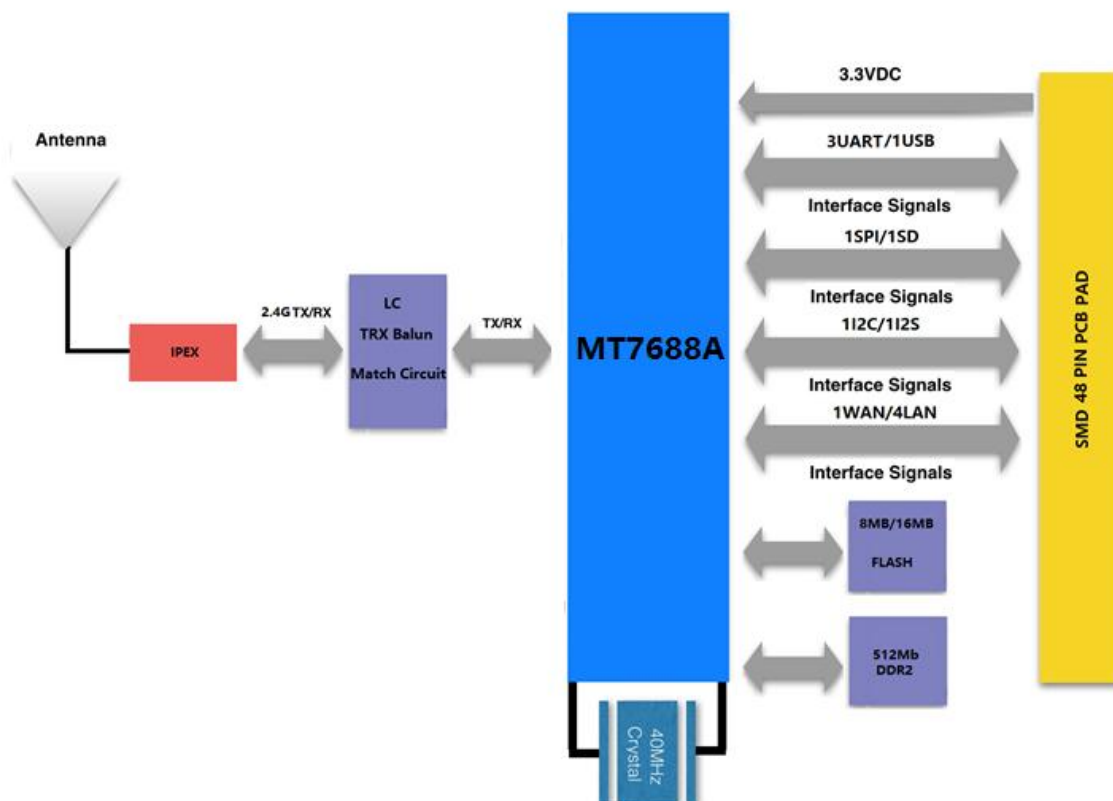 Antenna
IPEX
2.4G TX/RX
LC
TRX Balun
Match Circuit
TX/RX
MT7688A
40MHz
Crystal
3.3VDC
3UART/1USB
Interface Signals
1SPI/1SD
Interface Signals
1I2C/1I2S
Interface Signals
1WAN/4LAN
Interface Signals
8MB/16MB
FLASH
512Mb
DDR2
SMD 48 PIN PCB PAD